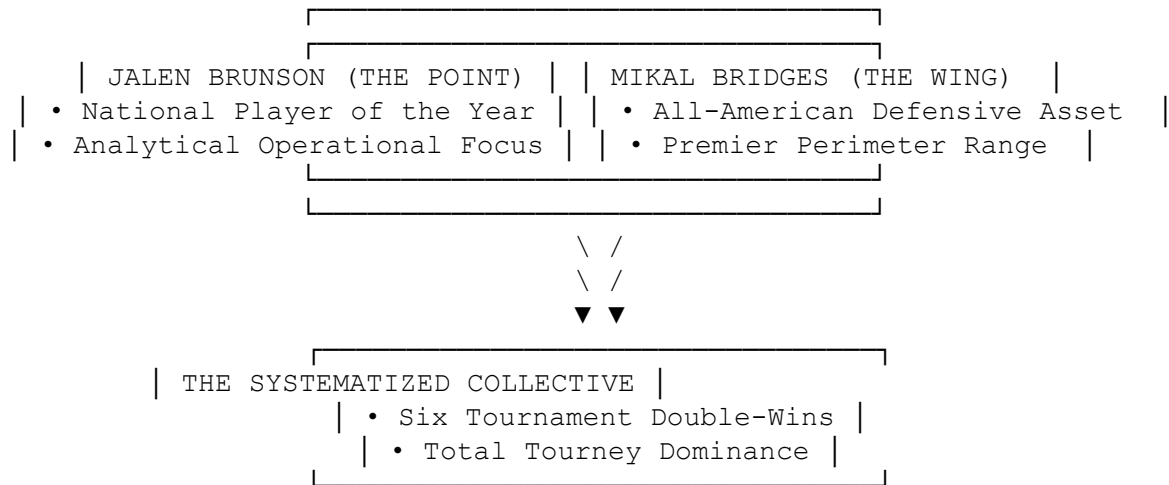 | JALEN BRUNSON (THE POINT) | | MIKAL BRIDGES (THE WING) |
| • National Player of the Year | | • All-American Defensive Asset |
| • Analytical Operational Focus | | • Premier Perimeter Range |
\ /
\ /
▼ ▼
| THE SYSTEMATIZED COLLECTIVE |
| • Six Tournament Double-Wins |
| • Total Tourney Dominance |